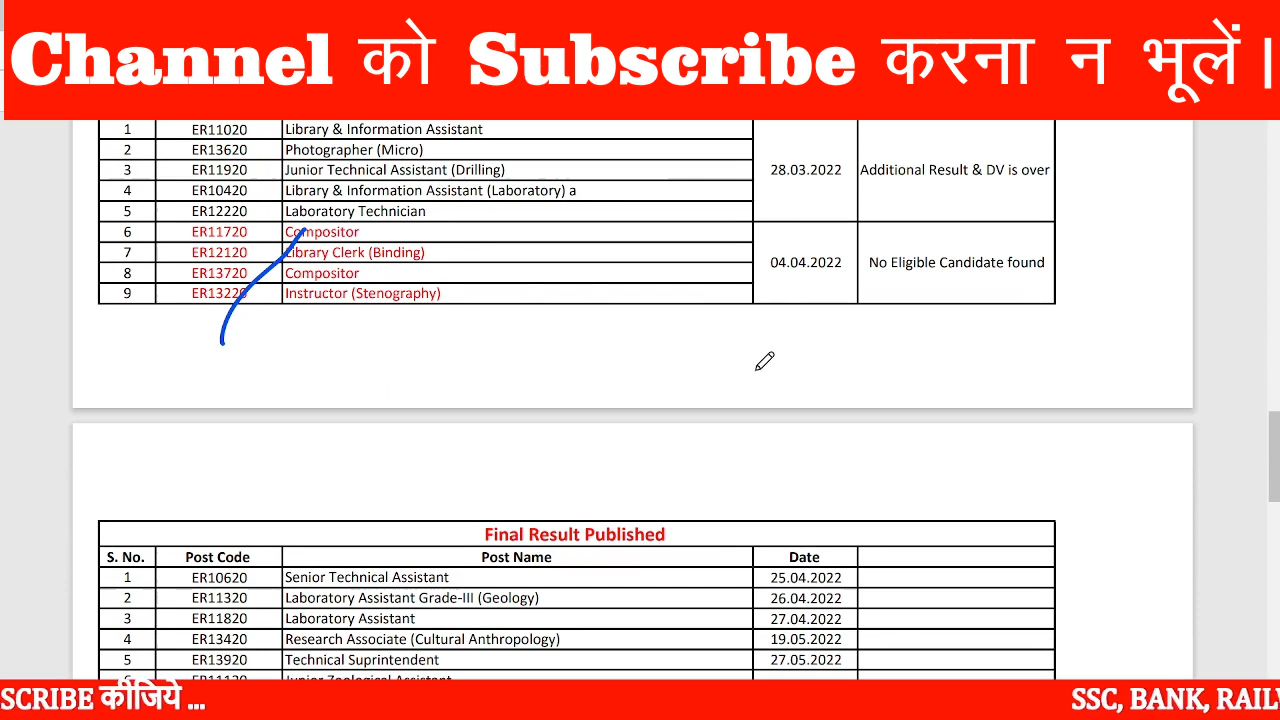 Channel को Subscribe करना न भूलें।
1 ER11020 Library & Information Assistant
2 ER13620 Photographer (Micro)
3 ER11920 Junior Technical Assistant (Drilling) 28.03.2022 Additional Result & DV is over
4 ER10420 Library & Information Assistant (Laboratory) a
5 ER12220 Laboratory Technician
6 ER11720 Compositor
7 ER12120 Library Clerk (Binding) 04.04.2022 No Eligible Candidate found
8 ER13720 Compositor
9 ER13220 Instructor (Stenography)
Final Result Published
S. No. Post Code Post Name Date
1 ER10620 Senior Technical Assistant 25.04.2022
2 ER11320 Laboratory Assistant Grade-III (Geology) 26.04.2022
3 ER11820 Laboratory Assistant 27.04.2022
4 ER13420 Research Associate (Cultural Anthropology) 19.05.2022
5 ER13920 Technical Suprintendent 27.05.2022
SCRIBE कीजिये ... SSC, BANK, RAILW